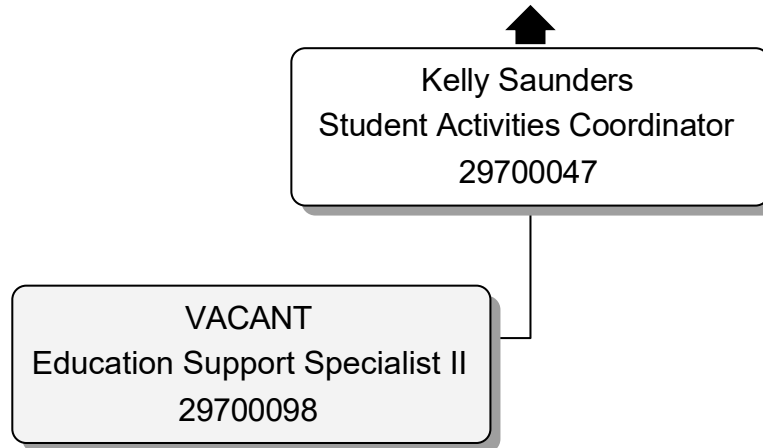 Kelly Saunders
Student Activities Coordinator
29700047
VACANT
Education Support Specialist II
29700098